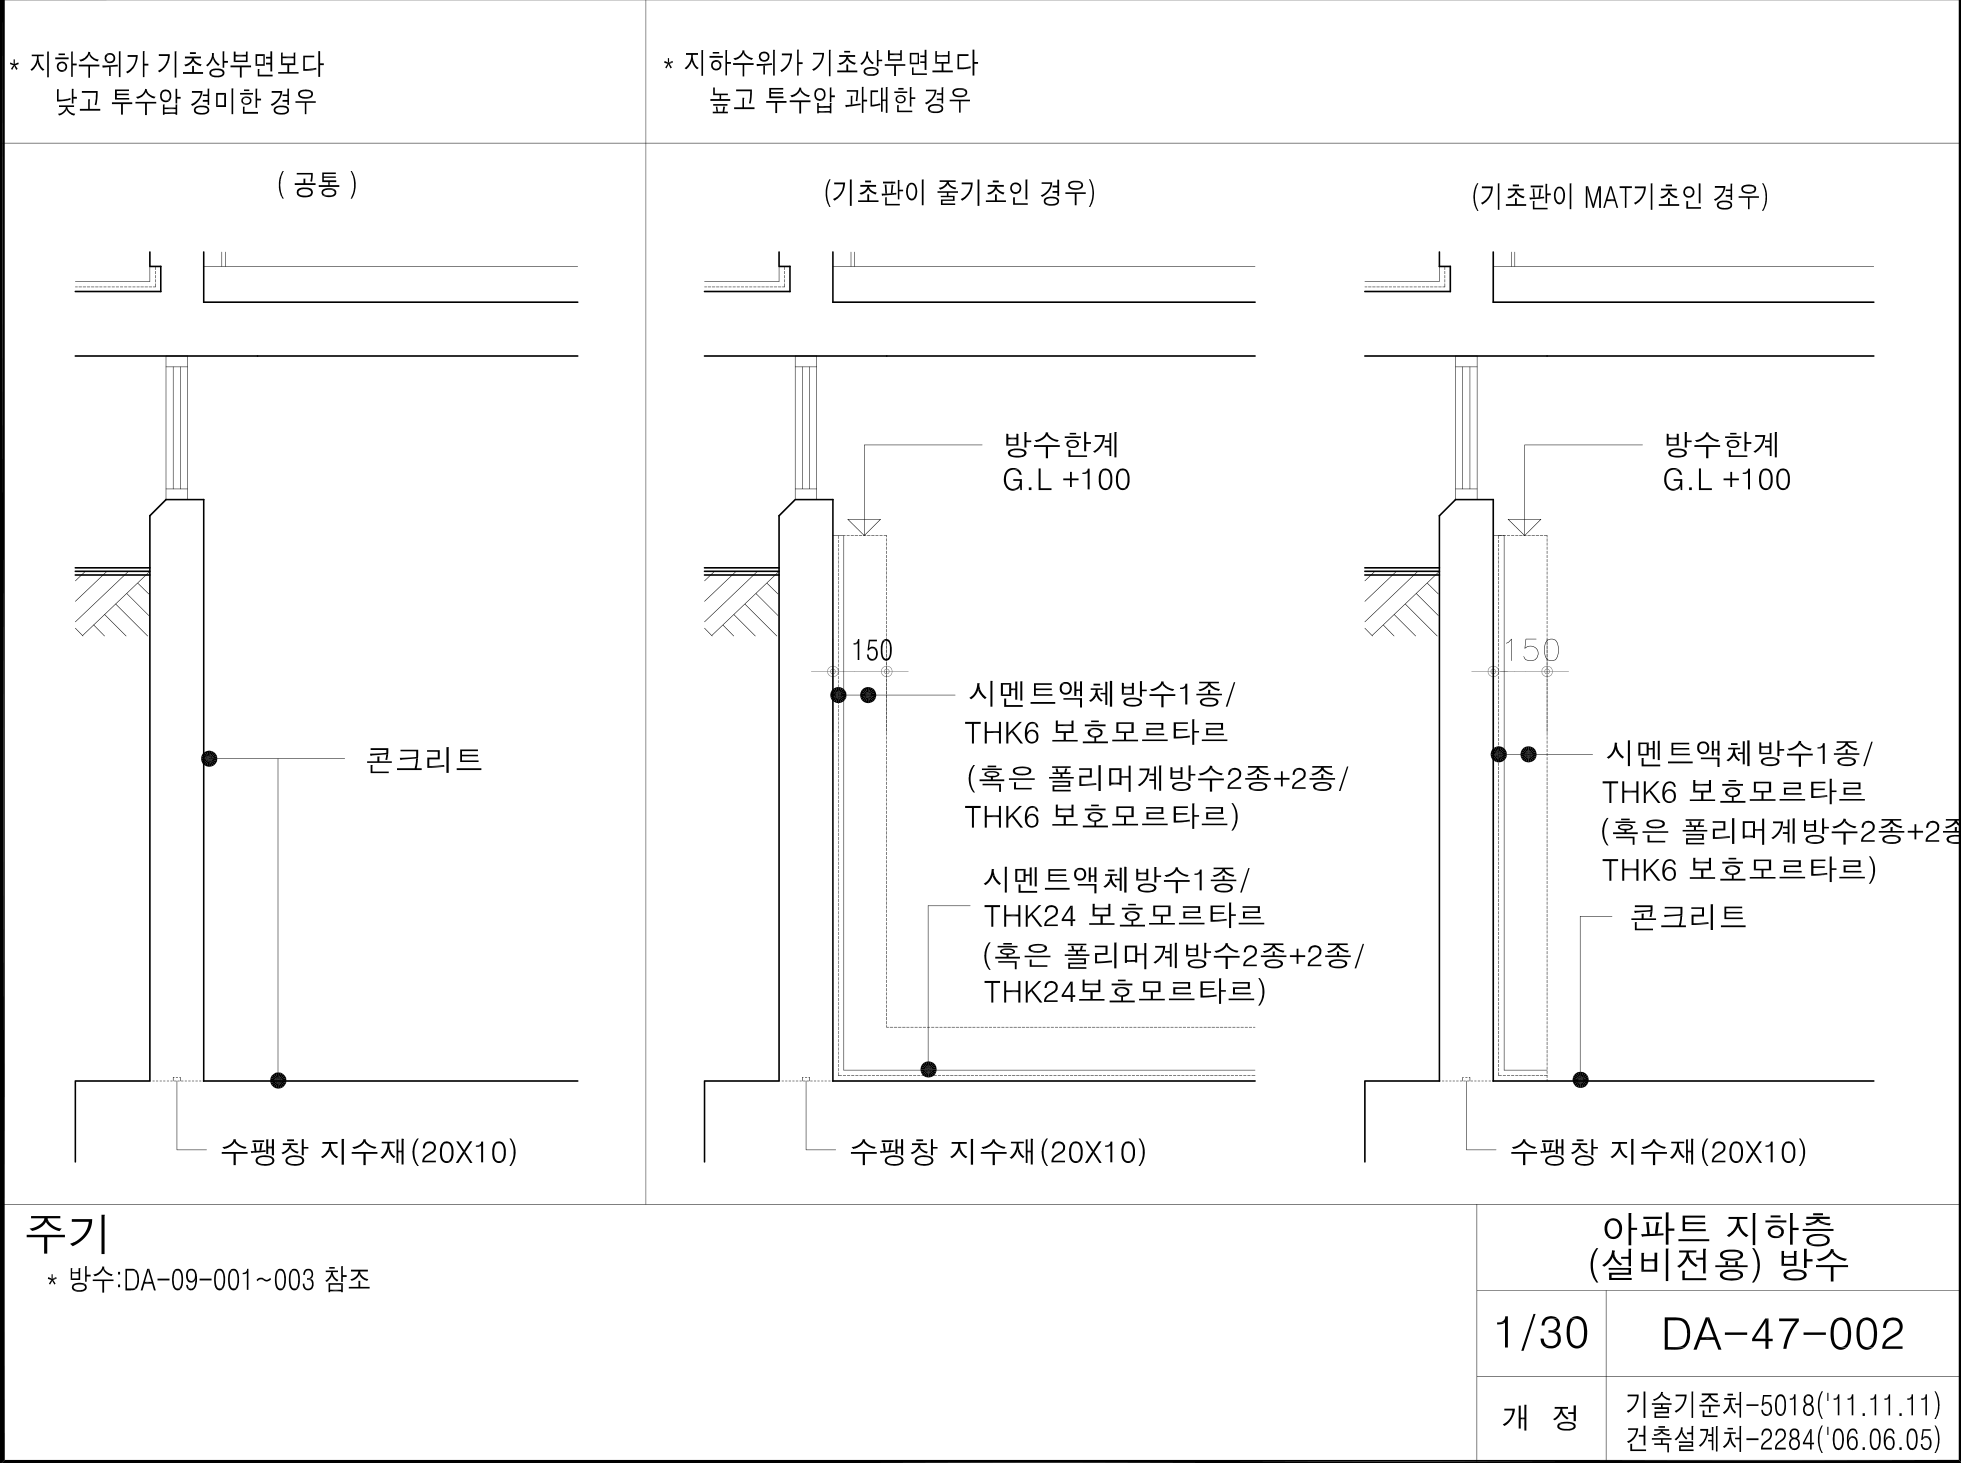 * 지하수위가 기초상부면보다
낮고 투수압 경미한 경우
* 지하수위가 기초상부면보다
높고 투수압 과대한 경우
( 공통 )
(기초판이 줄기초인 경우)
(기초판이 MAT기초인 경우)
콘크리트
수팽창 지수재(20X10)
방수한계
G.L +100
150
시멘트액체방수1종/
THK6 보호모르타르
(혹은 폴리머계방수2종+2종/
THK6 보호모르타르)
시멘트액체방수1종/
THK24 보호모르타르
(혹은 폴리머계방수2종+2종/
THK24보호모르타르)
수팽창 지수재(20X10)
방수한계
G.L +100
150
시멘트액체방수1종/
THK6 보호모르타르
(혹은 폴리머계방수2종+2종
THK6 보호모르타르)
콘크리트
수팽창 지수재(20X10)
주기
* 방수:DA-09-001~003 참조
아파트 지하층
(설비전용) 방수
1/30
DA-47-002
개 정
기술기준처-5018('11.11.11)
건축설계처-2284('06.06.05)